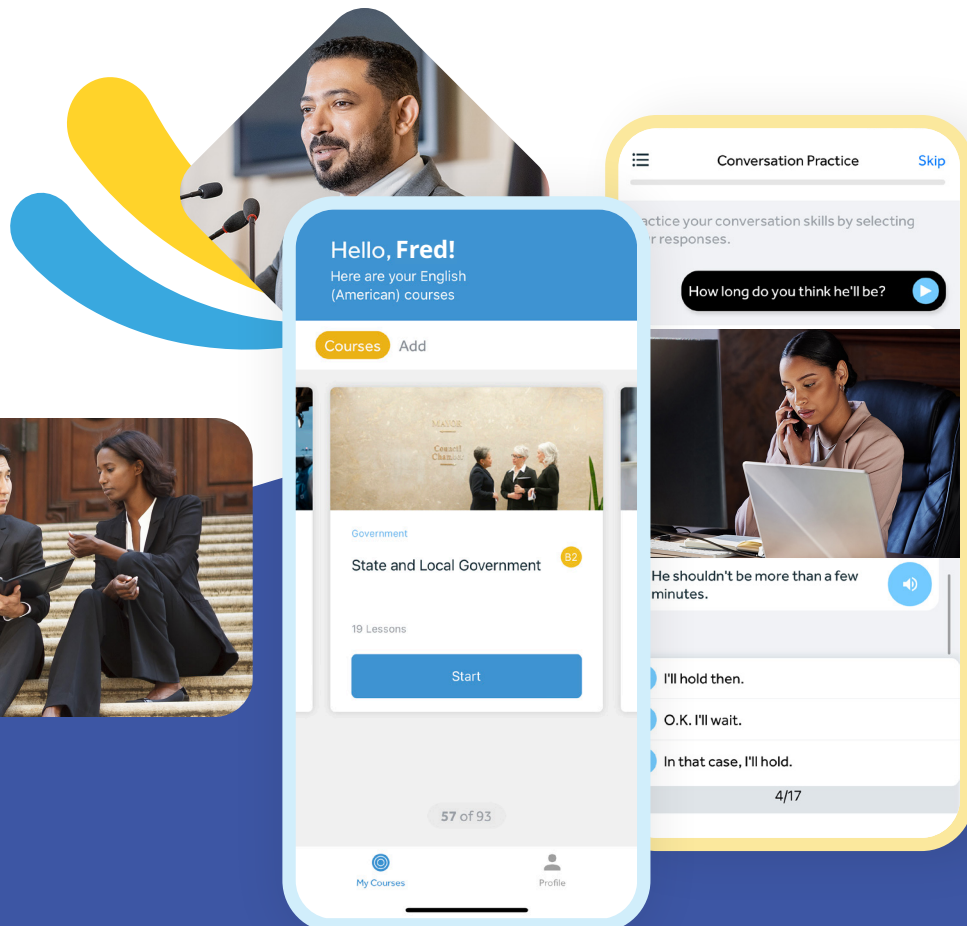 Hello, Fred!
Here are your English
(American) courses
Courses Add
MAYOR
Council
Government
State and Local Government
B2
19 Lessons
Start
57 of 93
My Courses
Profile
Conversation Practice
Skip
your conversation skills by selecting
responses.
How long do you think he'll be?
He shouldn't be more than a few
minutes.
I'll hold then.
O.K. I'll wait.
In that case, I'll hold.
4/17